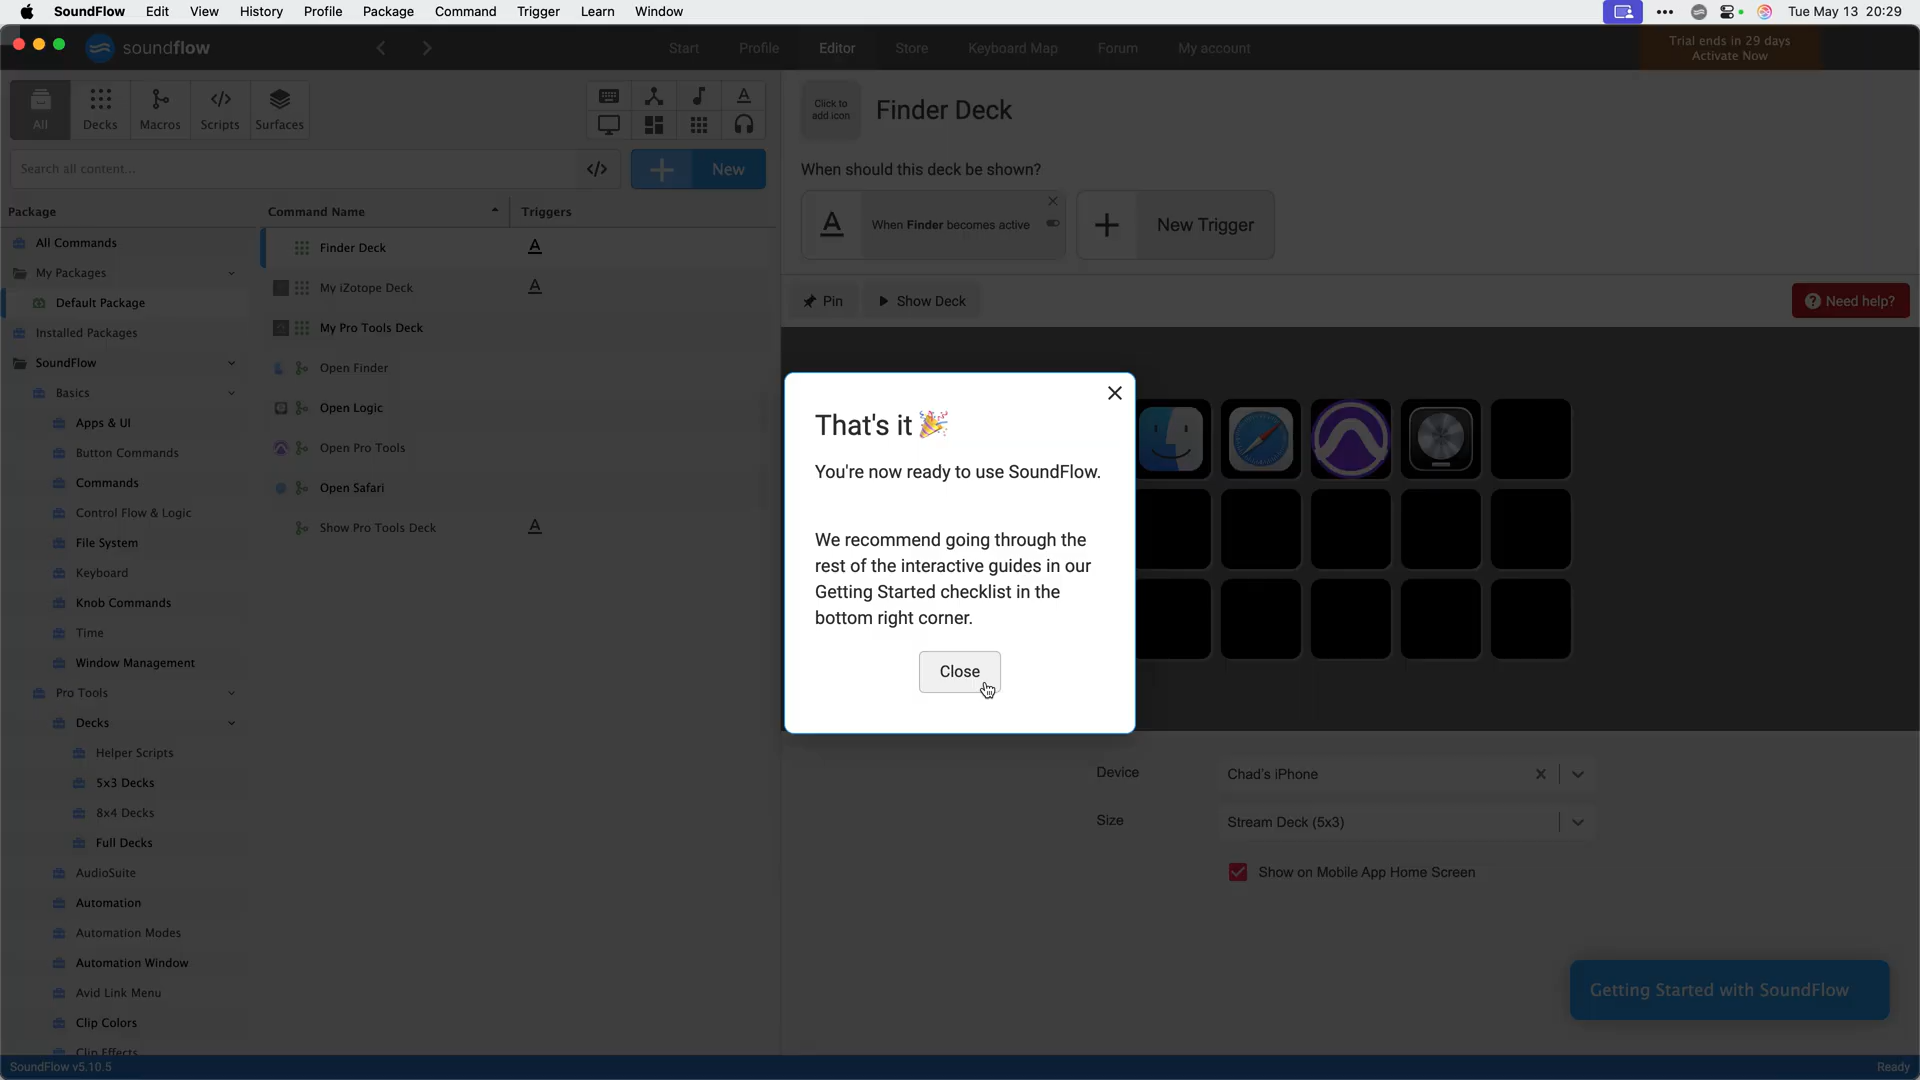 SoundFlow Edit View History Profile Package Command Trigger Learn Window
Tue May 13 20:29
soundflow
Start Profile Editor Store Keyboard Map Forum My account
Trial ends in 29 days
Activate Now
All Decks Macros Scripts Surfaces
Search all content...
New
Package
Command Name
Triggers
All Commands
My Packages
Default Package
Installed Packages
SoundFlow
Basics
Apps & UI
Button Commands
Commands
Control Flow & Logic
File System
Keyboard
Knob Commands
Time
Window Management
Pro Tools
Decks
Helper Scripts
5x3 Decks
8x4 Decks
Full Decks
AudioSuite
Automation
Automation Modes
Automation Window
Avid Link Menu
Clip Colors
Clip Effects
Finder Deck
My iZotope Deck
My Pro Tools Deck
Open Finder
Open Logic
Open Pro Tools
Open Safari
Show Pro Tools Deck
Click to
add icon
Finder Deck
When should this deck be shown?
When Finder becomes active
New Trigger
Pin
Show Deck
Need help?
That's it 🎉
You're now ready to use SoundFlow.
We recommend going through the
rest of the interactive guides in our
Getting Started checklist in the
bottom right corner.
Close
Device
Chad's iPhone
Size
Stream Deck (5x3)
Show on Mobile App Home Screen
Getting Started with SoundFlow
SoundFlow v5.10.5
Ready